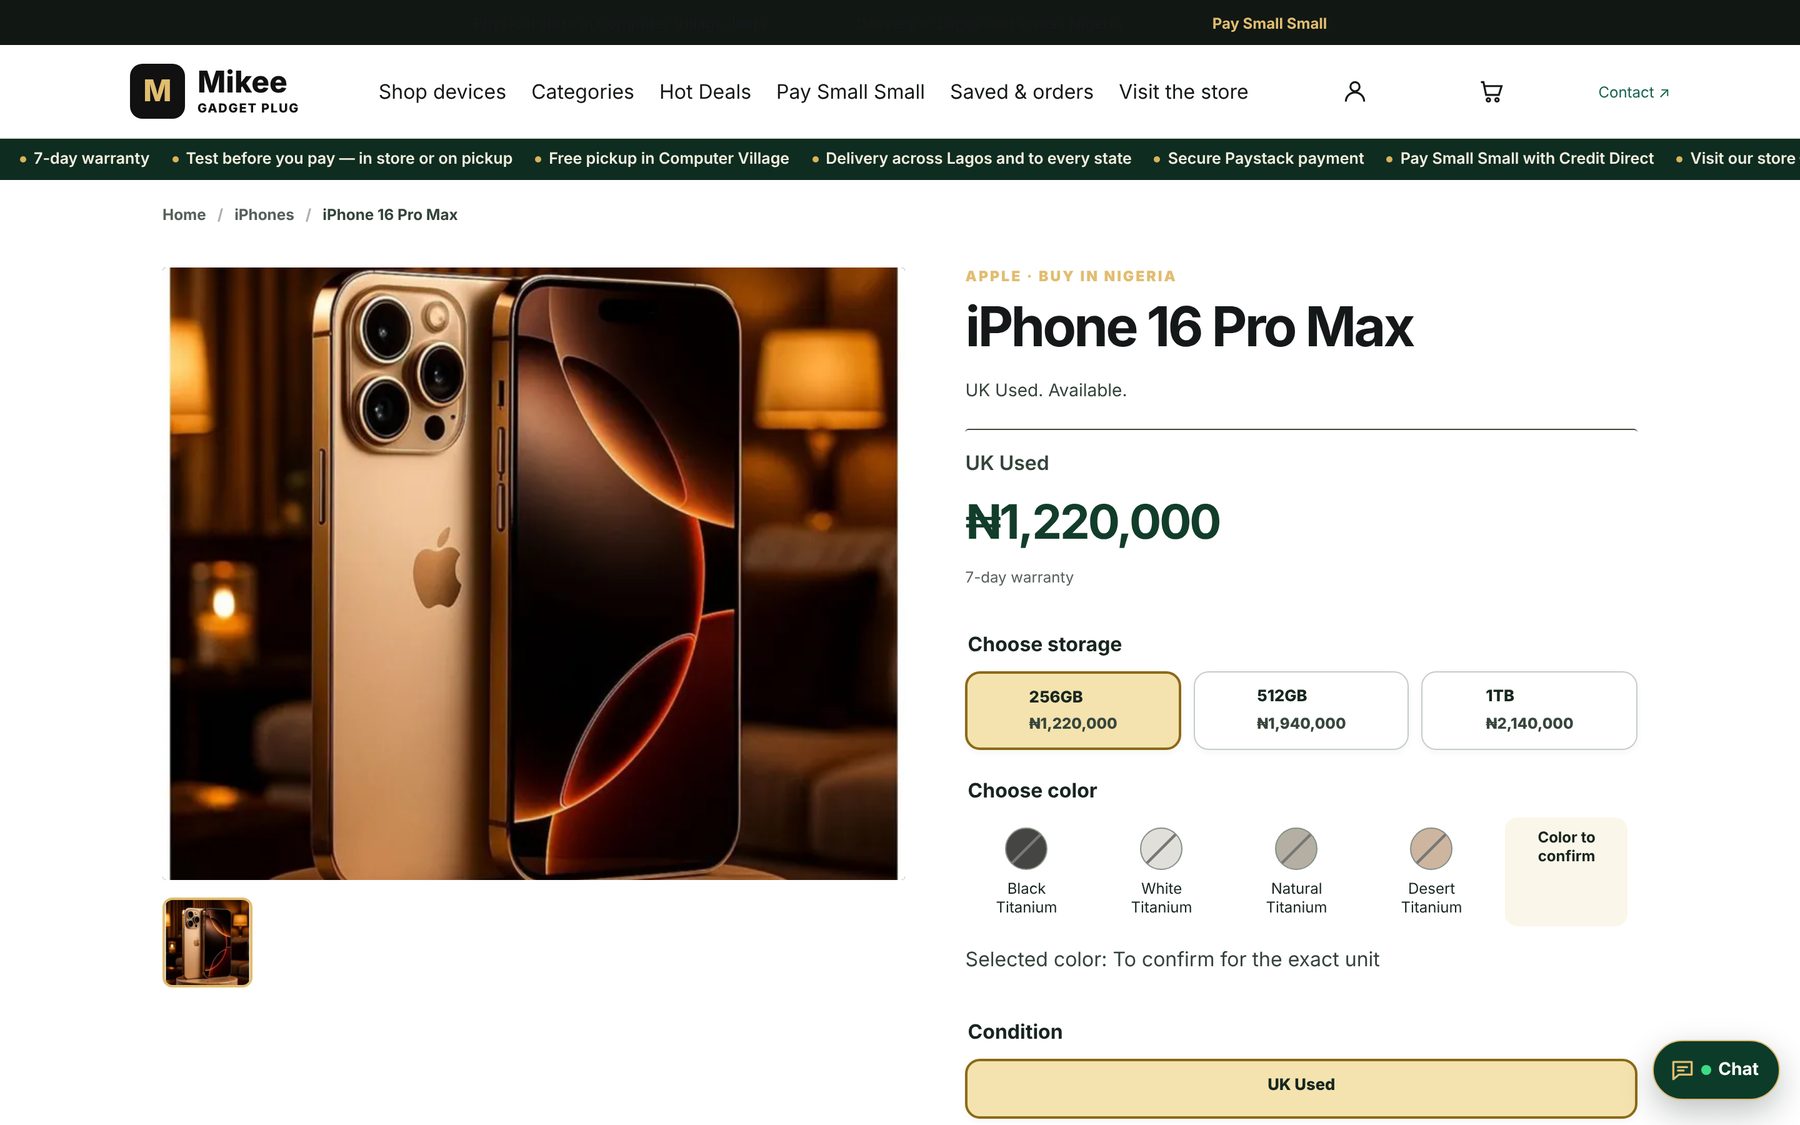 Pay Small Small
M
Mikee
GADGET PLUG
Shop devices
Categories
Hot Deals
Pay Small Small
Saved & orders
Visit the store
Contact ↗
• 7-day warranty • Test before you pay — in store or on pickup • Free pickup in Computer Village • Delivery across Lagos and to every state • Secure Paystack payment • Pay Small Small with Credit Direct • Visit our store
Home / iPhones / iPhone 16 Pro Max
APPLE · BUY IN NIGERIA
iPhone 16 Pro Max
UK Used. Available.
UK Used
₦1,220,000
7-day warranty
Choose storage
256GB
₦1,220,000
512GB
₦1,940,000
1TB
₦2,140,000
Choose color
Black
Titanium
White
Titanium
Natural
Titanium
Desert
Titanium
Color to
confirm
Selected color: To confirm for the exact unit
Condition
UK Used
Chat